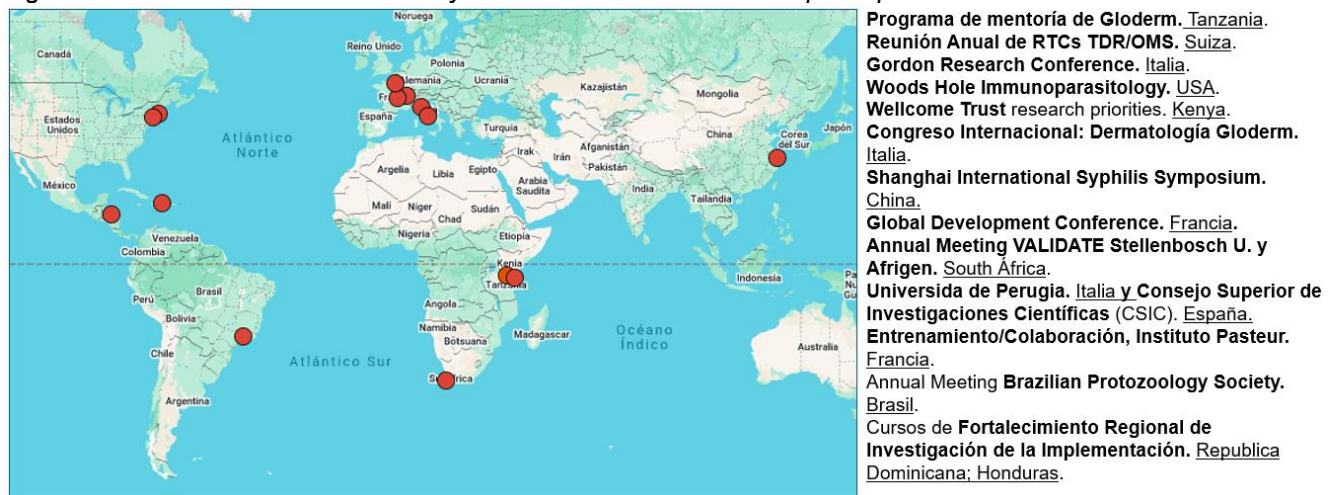 Noruega
Canadá
Reino Unido
Polonia
Alemania
Ucrania
Kazajistán
Mongolia
Estados
Unidos
España
Atlántico
Norte
Turquía
China
Corea
del Sur
Japón
Irak
Irán
Afganistán
Pakistán
México
Argelia
Libia
Egipto
Arabia
Saudita
India
Malí
Níger
Chad
Sudán
Tailandia
Venezuela
Nigeria
Etiopía
Colombia
Kenia
Indonesia
Tanzania
Perú
Brasil
Angola
Bolivia
Namibia
Botsuana
Madagascar
Océano
Índico
Chile
Atlántico Sur
Australia
Argentina
Programa de mentoría de Gloderm. Tanzania.
Reunión Anual de RTCs TDR/OMS. Suiza.
Gordon Research Conference. Italia.
Woods Hole Immunoparasitology. USA.
Wellcome Trust research priorities. Kenya.
Congreso Internacional: Dermatología Gloderm.
Italia.
Shanghai International Syphilis Symposium.
China.
Global Development Conference. Francia.
Annual Meeting VALIDATE Stellenbosch U. y
Afrigen. South África.
Universida de Perugia. Italia y Consejo Superior de
Investigaciones Científicas (CSIC). España.
Entrenamiento/Colaboración, Instituto Pasteur.
Francia.
Annual Meeting Brazilian Protozoology Society.
Brasil.
Cursos de Fortalecimiento Regional de
Investigación de la Implementación. Republica
Dominicana; Honduras.